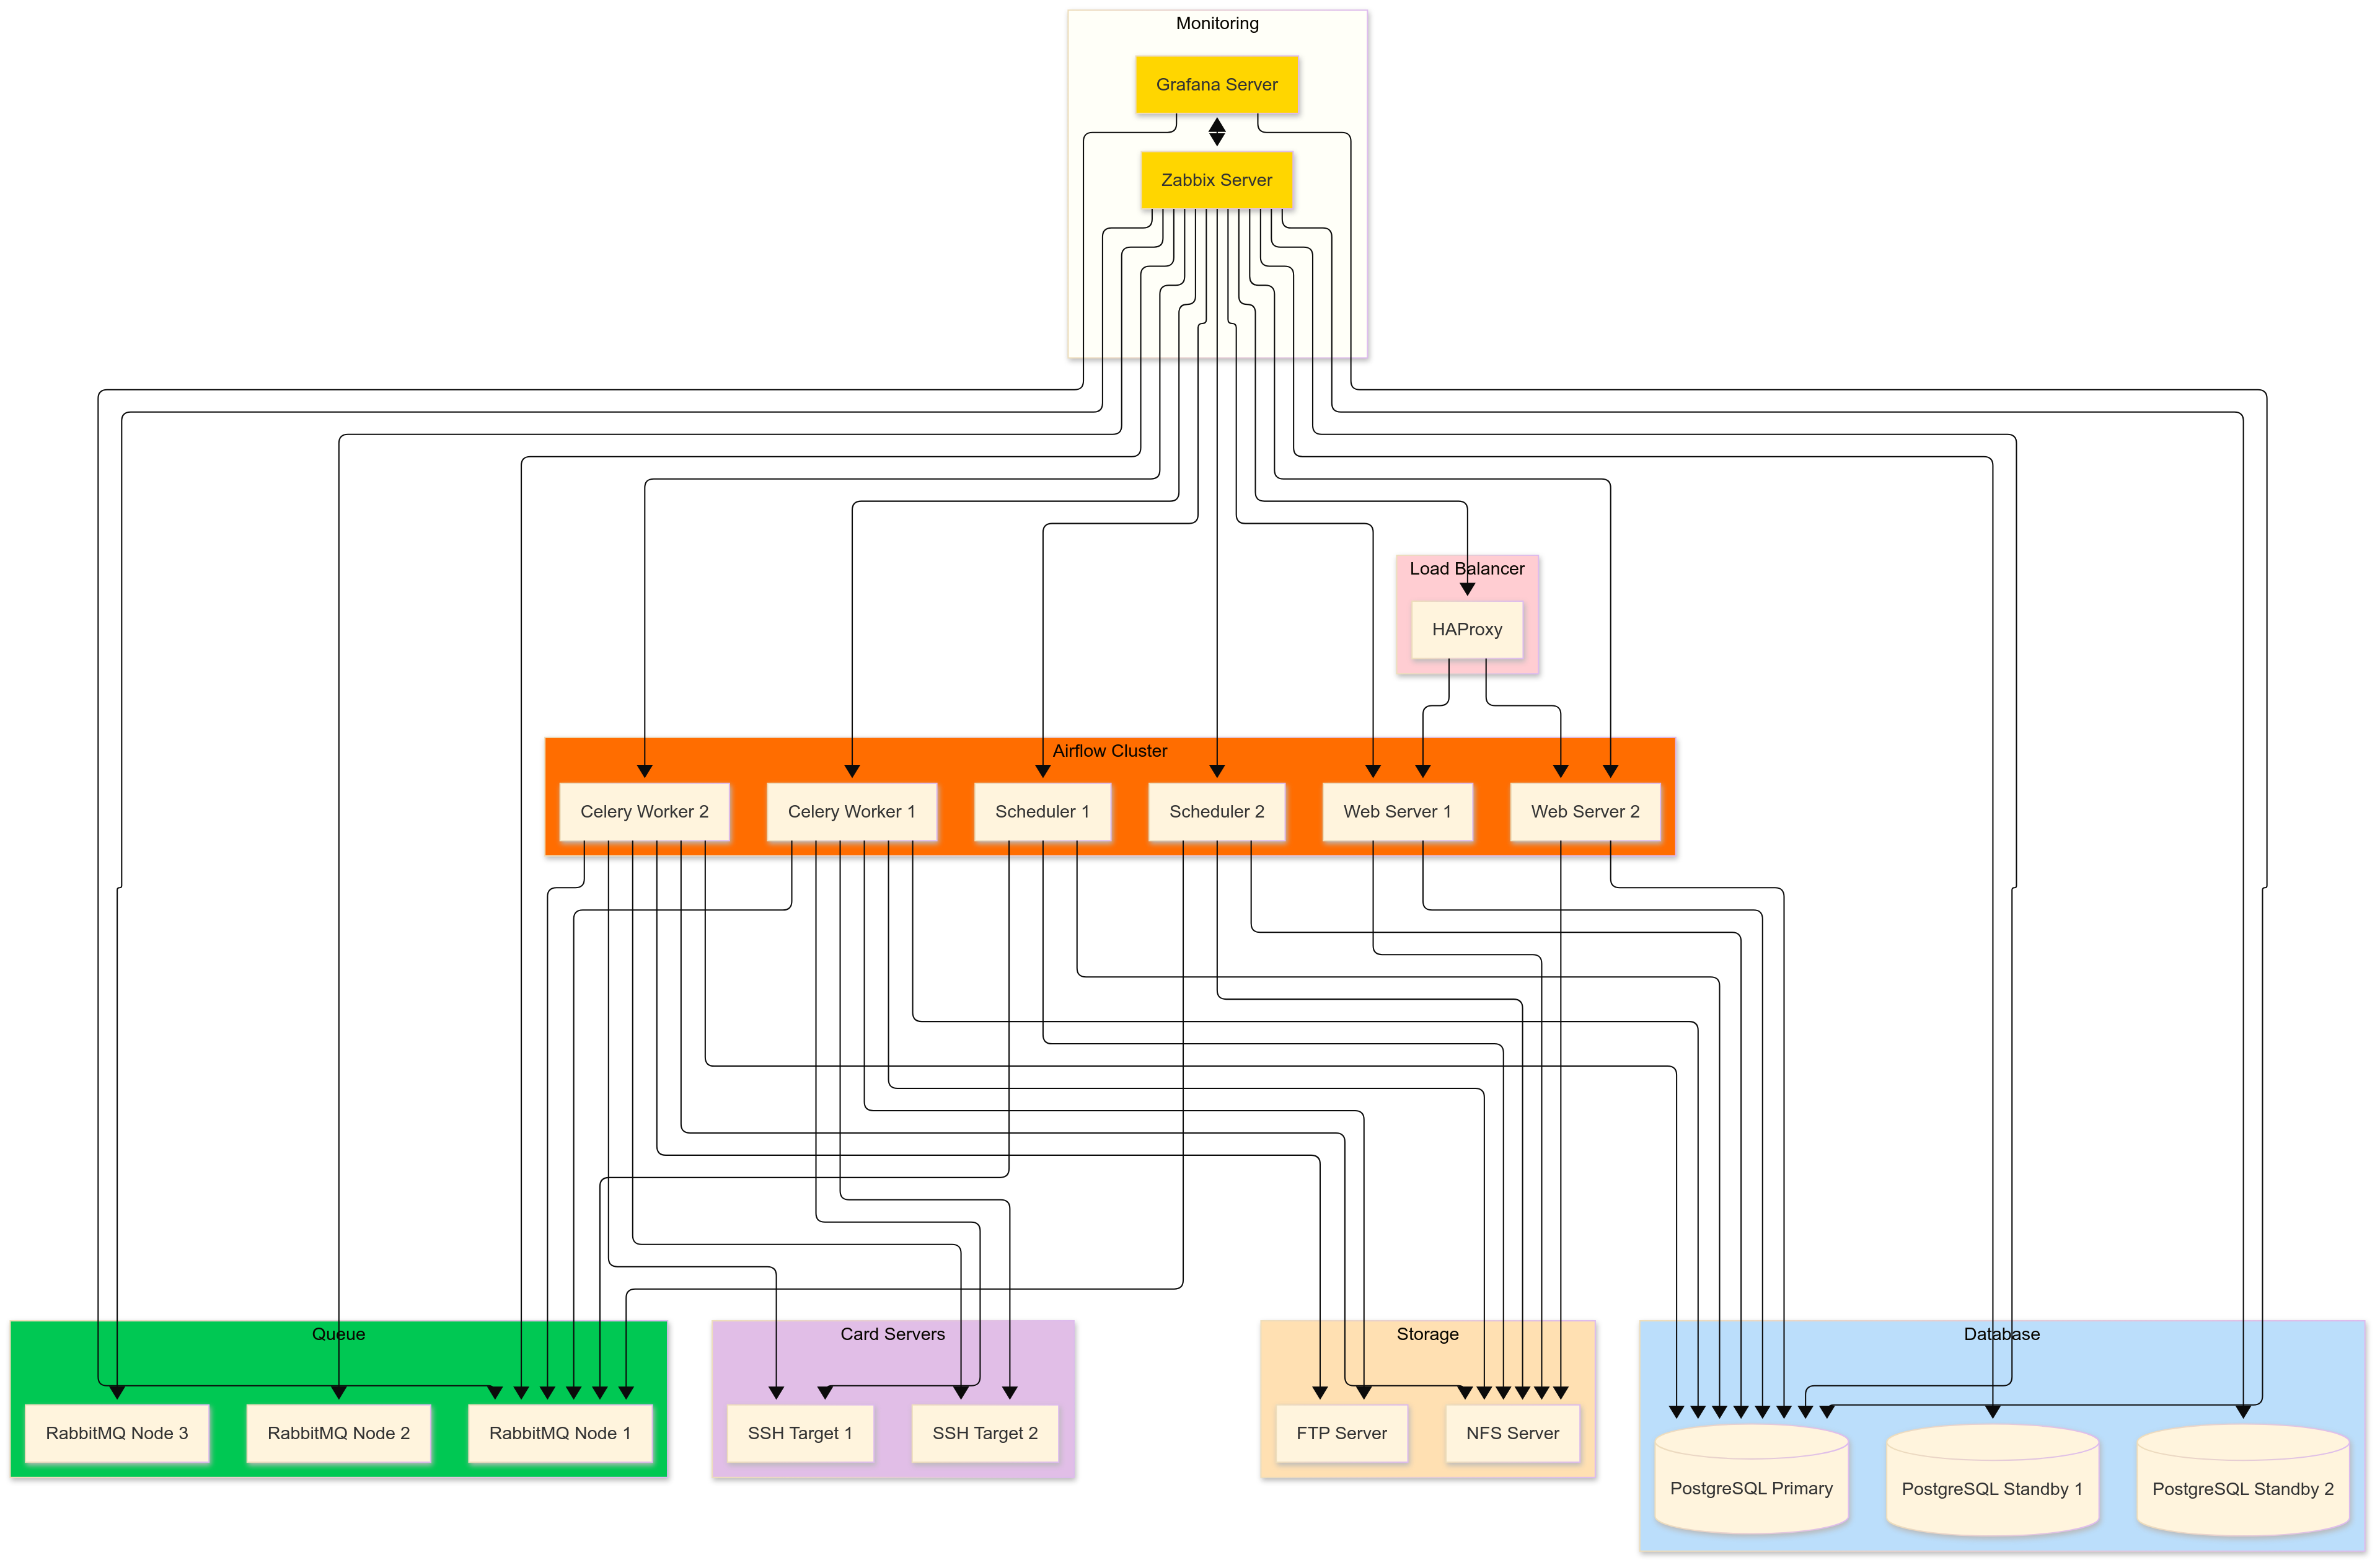 Monitoring
Grafana Server
Zabbix Server
Load Balancer
HAProxy
Airflow Cluster
Celery Worker 2
Celery Worker 1
Scheduler 1
Scheduler 2
Web Server 1
Web Server 2
Queue
RabbitMQ Node 3
RabbitMQ Node 2
RabbitMQ Node 1
Card Servers
SSH Target 1
SSH Target 2
Storage
FTP Server
NFS Server
Database
PostgreSQL Primary
PostgreSQL Standby 1
PostgreSQL Standby 2